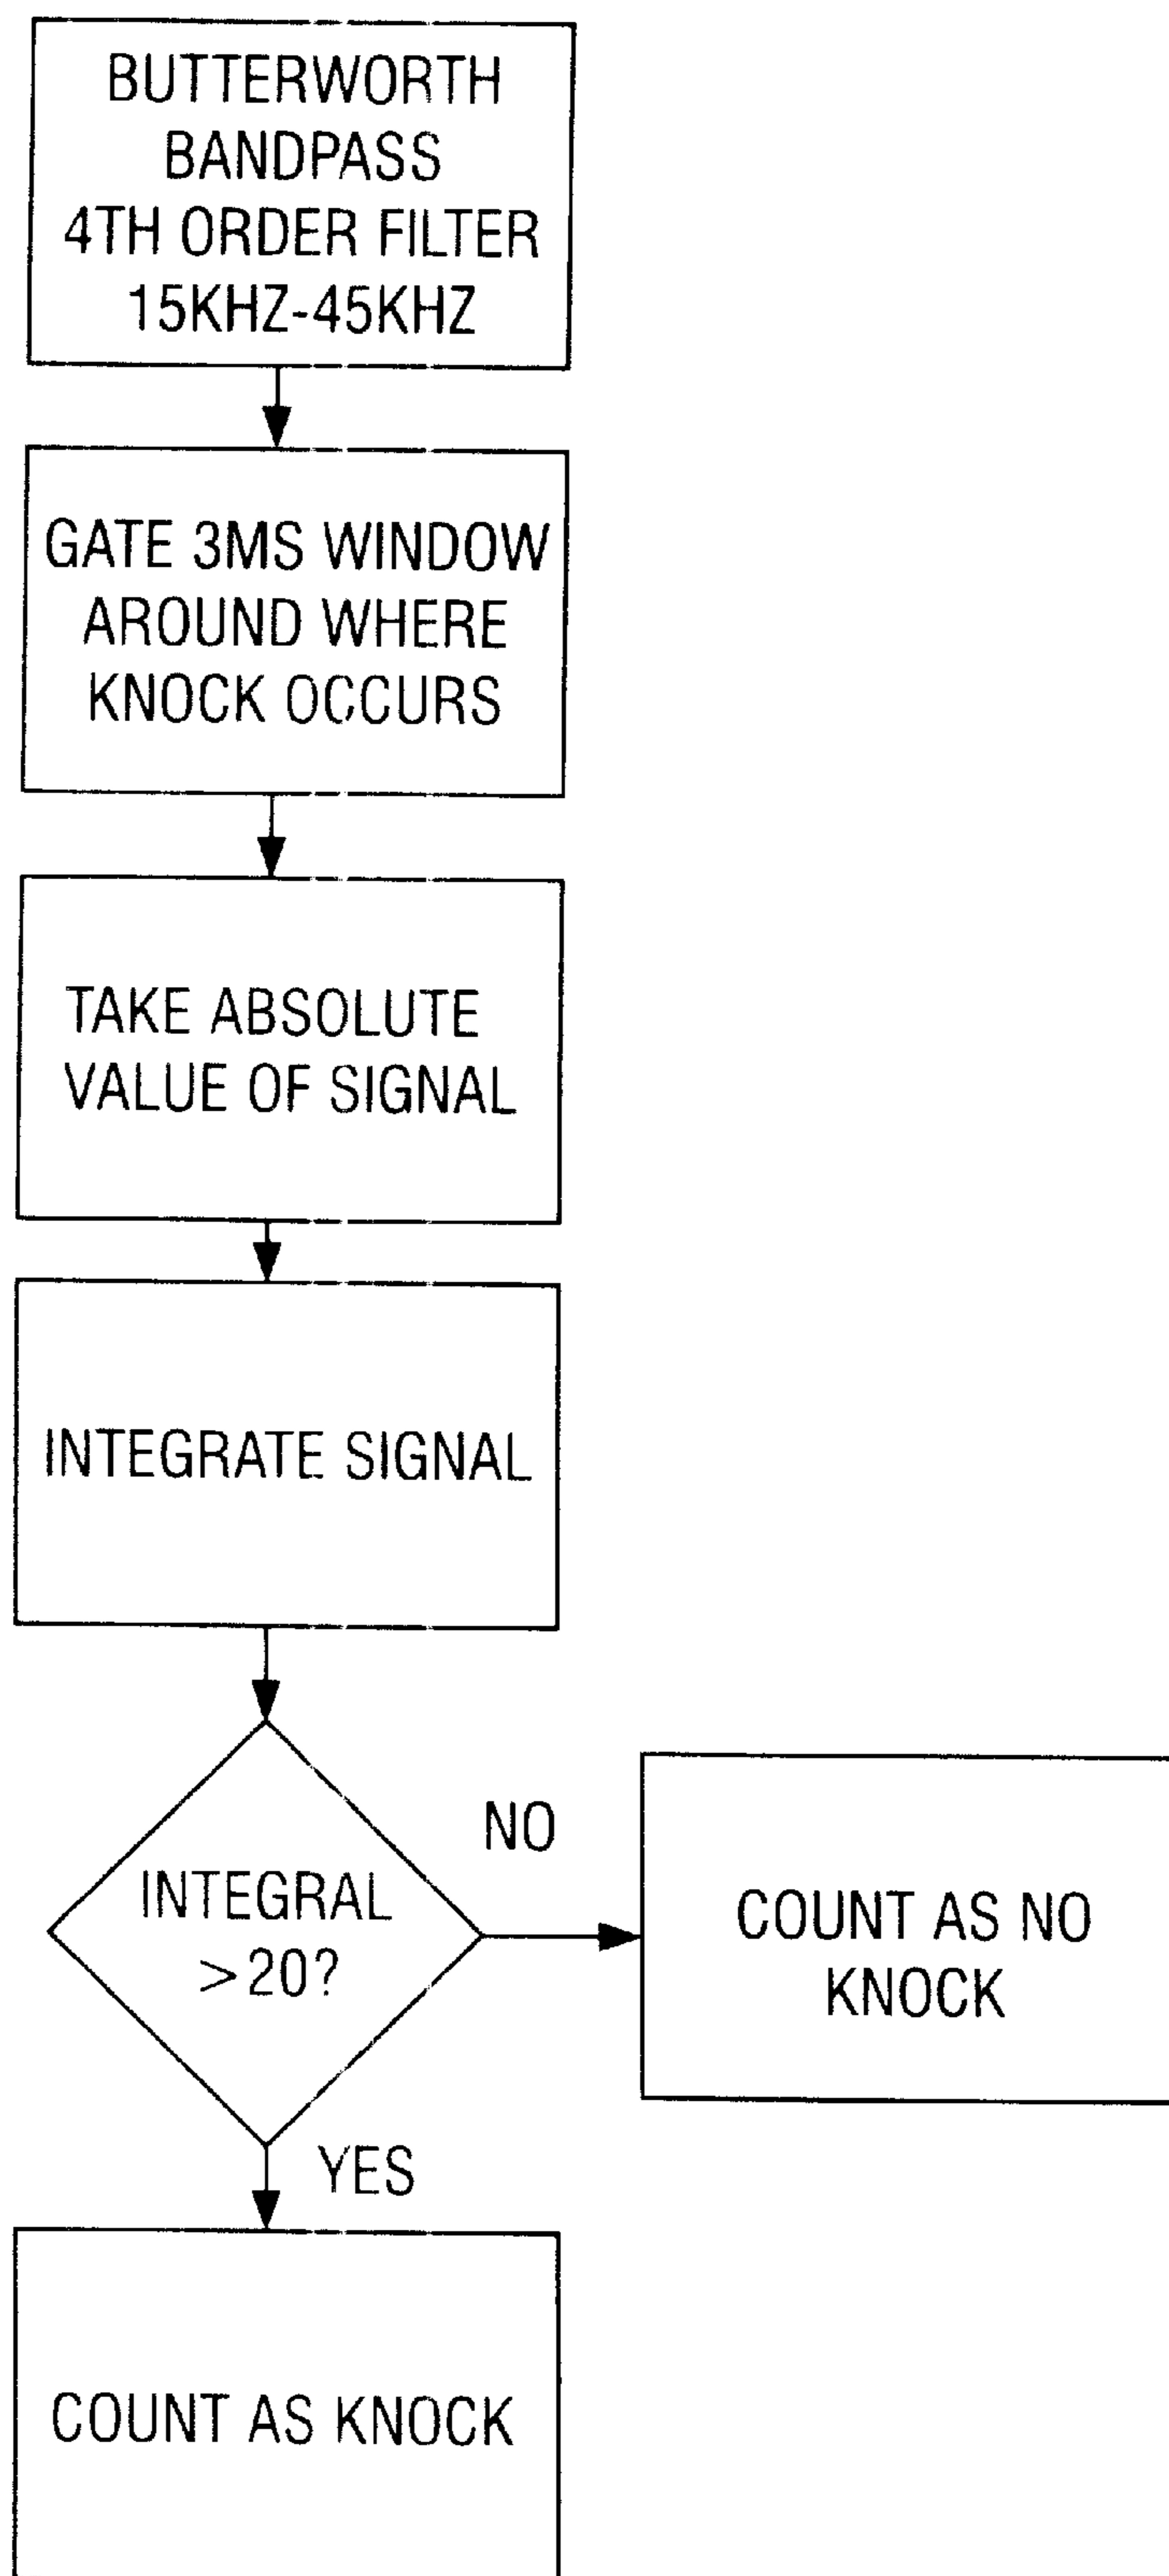 BUTTERWORTH
BANDPASS
4TH ORDER FILTER
15KHZ-45KHZ
GATE 3MS WINDOW
AROUND WHERE
KNOCK OCCURS
TAKE ABSOLUTE
VALUE OF SIGNAL
INTEGRATE SIGNAL
INTEGRAL
>20?
NO
COUNT AS NO
KNOCK
YES
COUNT AS KNOCK